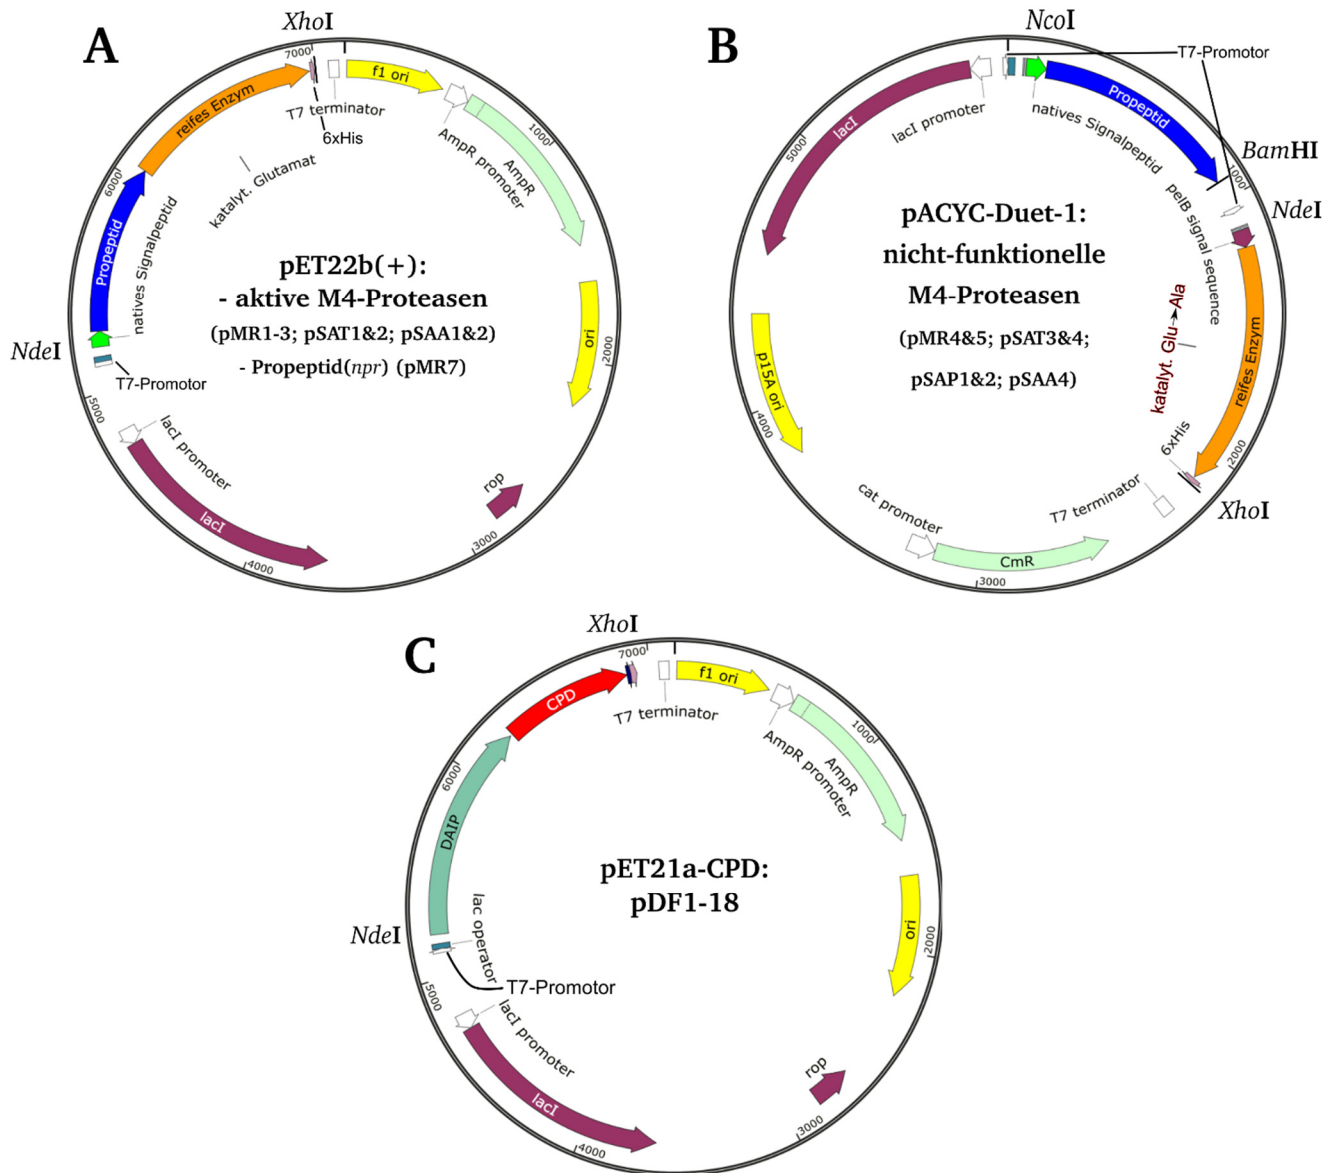 A
XhoI
7000
f1 ori
T7 terminator
6xHis
AmpR promoter
AmpR
1000
reifes Enzym
katalyt. Glutamat
6000
Propeptid
natives Signalpeptid
pET22b(+):
- aktive M4-Proteasen
(pMR1-3; pSAT1&2; pSAA1&2)
- Propeptid(npr) (pMR7)
ori
2000
NdeI
T7-Promotor
5000
lacI promoter
lacI
4000
rop
3000
B
NcoI
T7-Promotor
lacI promoter
lacI
5000
natives Signalpeptid
Propeptid
BamHI
1000
NdeI
pelB signal sequence
pACYC-Duet-1:
nicht-funktionelle
M4-Proteasen
(pMR4&5; pSAT3&4;
pSAP1&2; pSAA4)
katalyt. Glu→Ala
reifes Enzym
p15A ori
4000
6xHis
2000
XhoI
T7 terminator
cat promoter
CmR
3000
C
XhoI
7000
f1 ori
T7 terminator
AmpR promoter
AmpR
1000
CPD
6000
DAIP
pET21a-CPD:
pDF1-18
ori
2000
NdeI
lac operator
T7-Promotor
5000
lacI promoter
lacI
4000
rop
3000